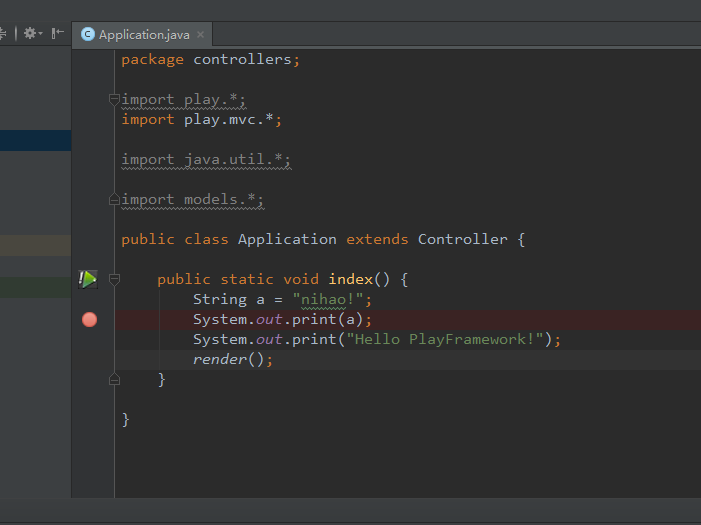 Application.java
package controllers;
import play.*;
import play.mvc.*;
import java.util.*;
import models.*;
public class Application extends Controller {
public static void index() {
String a = "nihao!";
System.out.print(a);
System.out.print("Hello PlayFramework!");
render();
}
}